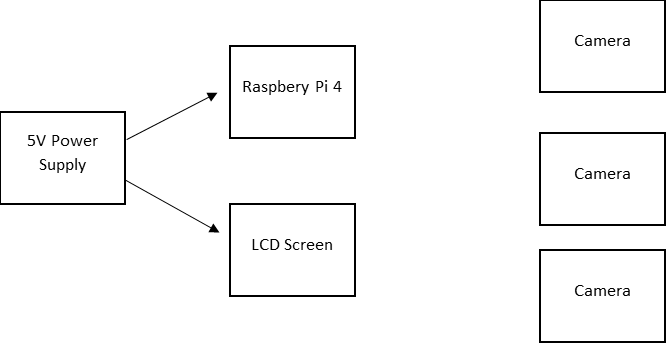 5V Power
Supply
Raspbery Pi 4
LCD Screen
Camera
Camera
Camera